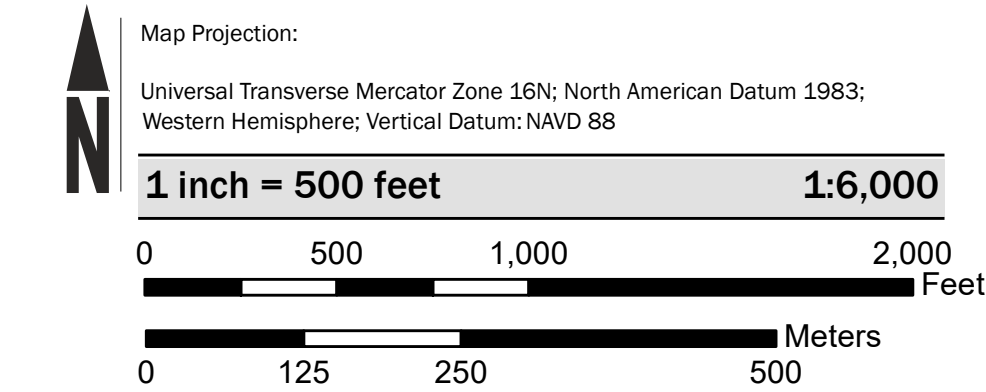 N
Map Projection:
Universal Transverse Mercator Zone 16N; North American Datum 1983;
Western Hemisphere; Vertical Datum: NAVD 88
1 inch = 500 feet 1:6,000
0 500 1,000 2,000
Feet
Meters
0 125 250 500